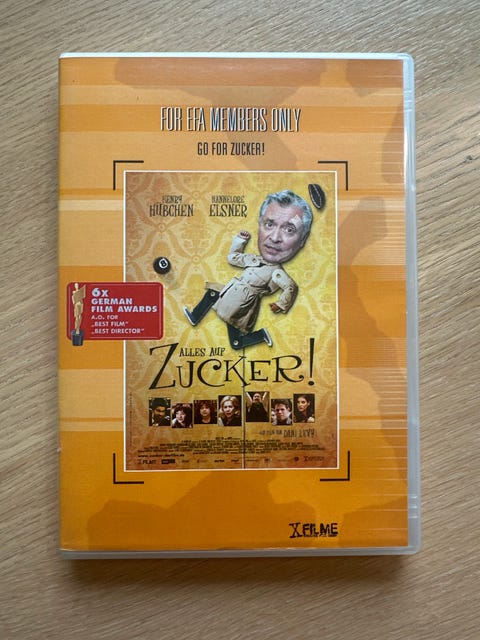 FOR EFA MEMBERS ONLY
GO FOR ZUCKER!
HENRY HÜBCHEN
HANNELORE ELSNER
8
6x
GERMAN
FILM AWARDS
A.O. FOR
„BEST FILM"
„BEST DIRECTOR"
ALLES AUF
ZUCKER!
EIN FILM VON DANI LEVY
X FILME